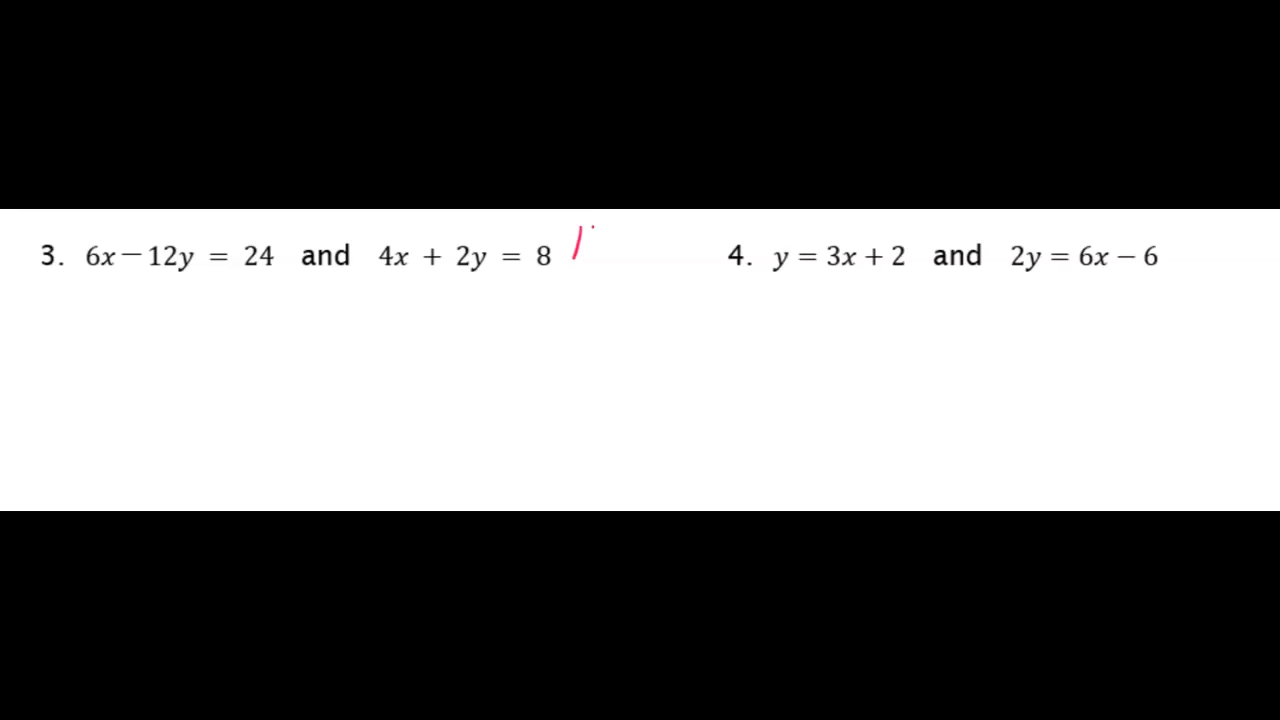 3. 6x − 12y = 24 and 4x + 2y = 8
4. y = 3x + 2 and 2y = 6x − 6